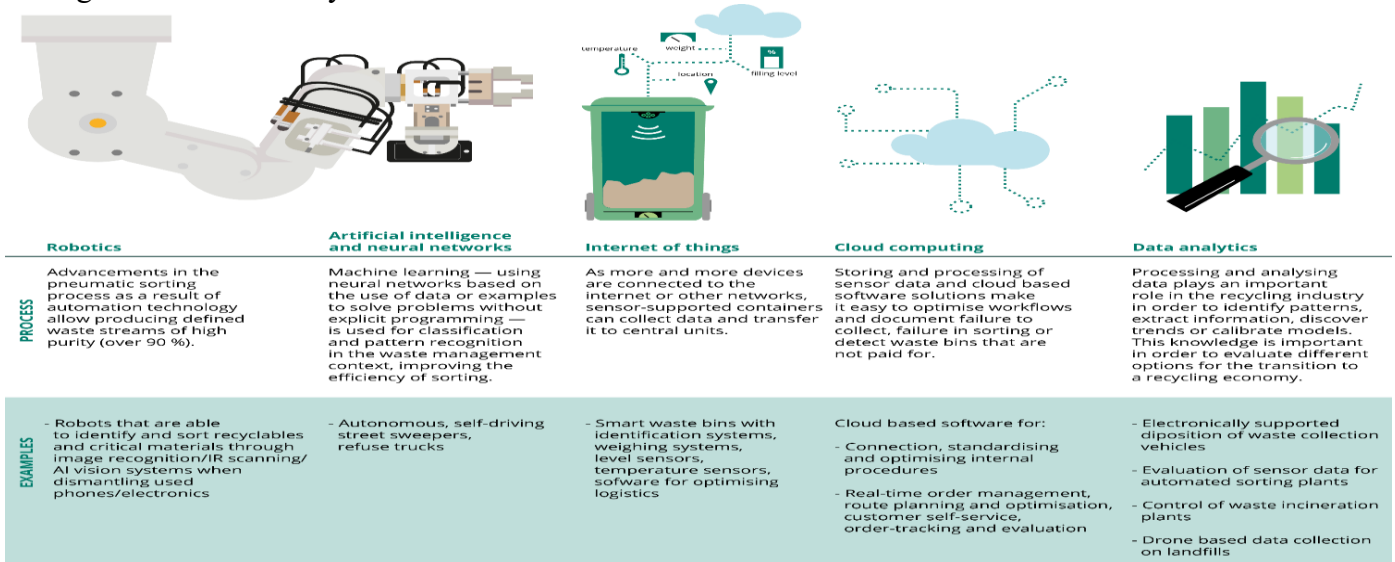 temperature
weight
%
location
filling level
Robotics
Artificial intelligence
and neural networks
Internet of things
Cloud computing
Data analytics
PROCESS
Advancements in the
pneumatic sorting
process as a result of
automation technology
allow producing defined
waste streams of high
purity (over 90 %).
Machine learning — using
neural networks based on
the use of data or examples
to solve problems without
explicit programming —
is used for classification
and pattern recognition
in the waste management
context, improving the
efficiency of sorting.
As more and more devices
are connected to the
internet or other networks,
sensor-supported containers
can collect data and transfer
it to central units.
Storing and processing of
sensor data and cloud based
software solutions make
it easy to optimise workflows
and document failure to
collect, failure in sorting or
detect waste bins that are
not paid for.
Processing and analysing
data plays an important
role in the recycling industry
in order to identify patterns,
extract information, discover
trends or calibrate models.
This knowledge is important
in order to evaluate different
options for the transition to
a recycling economy.
EXAMPLES
- Robots that are able
to identify and sort recyclables
and critical materials through
image recognition/IR scanning/
AI vision systems when
dismantling used
phones/electronics
- Autonomous, self-driving
street sweepers,
refuse trucks
- Smart waste bins with
identification systems,
weighing systems,
level sensors,
temperature sensors,
sofware for optimising
logistics
Cloud based software for:
- Connection, standardising
and optimising internal
procedures
- Real-time order management,
route planning and optimisation,
customer self-service,
order-tracking and evaluation
- Electronically supported
diposition of waste collection
vehicles
- Evaluation of sensor data for
automated sorting plants
- Control of waste incineration
plants
- Drone based data collection
on landfills